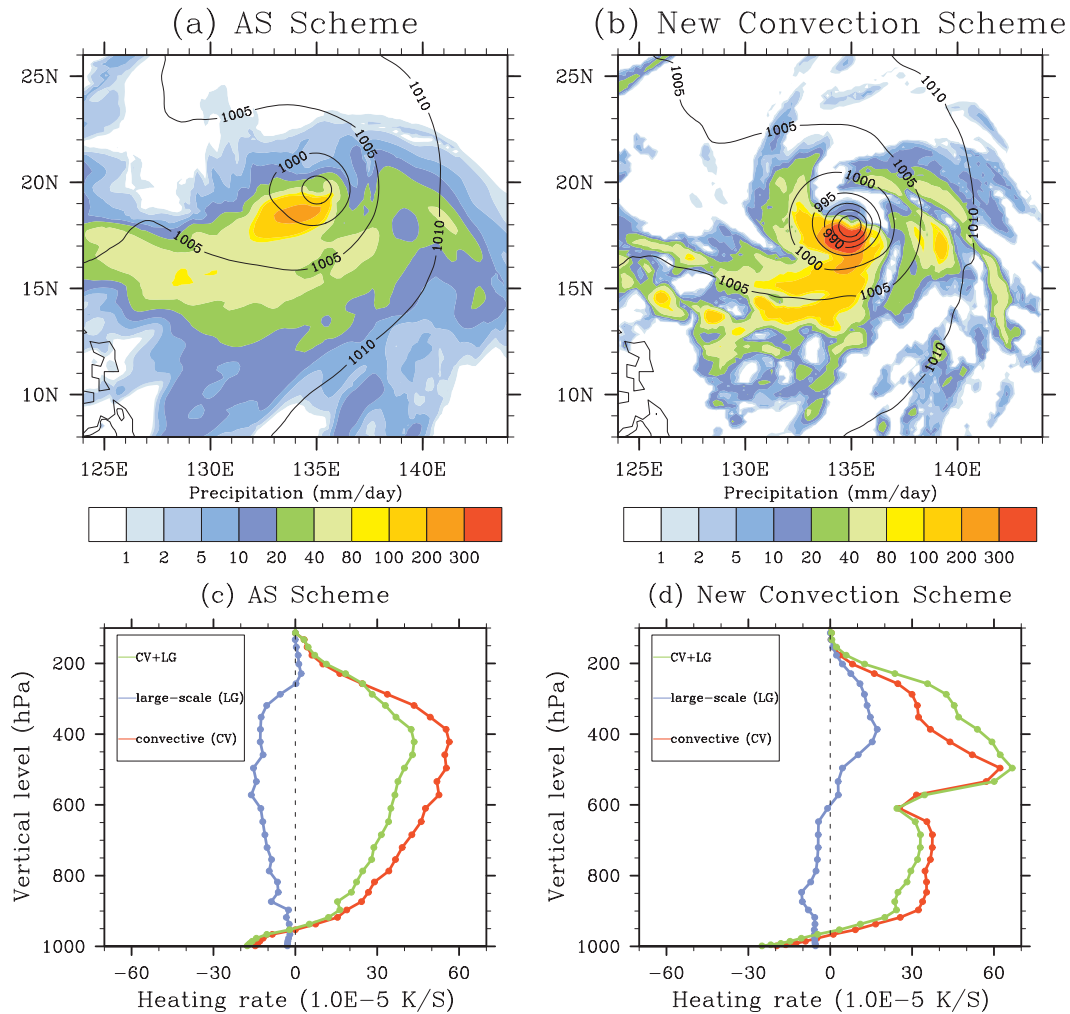 (a) AS Scheme
(b) New Convection Scheme
25N
20N
15N
10N
1010
1005
1000
1005
1005
1005
1010
1010
125E 130E 135E 140E
Precipitation (mm/day)
1 2 5 10 20 40 80 100 200 300
25N
20N
15N
10N
1005
1010
1005
1000
1005
995
990
1000
1005
1005
1010
1010
125E 130E 135E 140E
Precipitation (mm/day)
1 2 5 10 20 40 80 100 200 300
(c) AS Scheme
Vertical level (hPa)
200
400
600
800
1000
CV+LG
large-scale (LG)
convective (CV)
−60 −30 0 30 60
Heating rate (1.0E−5 K/S)
(d) New Convection Scheme
Vertical level (hPa)
200
400
600
800
1000
CV+LG
large-scale (LG)
convective (CV)
−60 −30 0 30 60
Heating rate (1.0E−5 K/S)